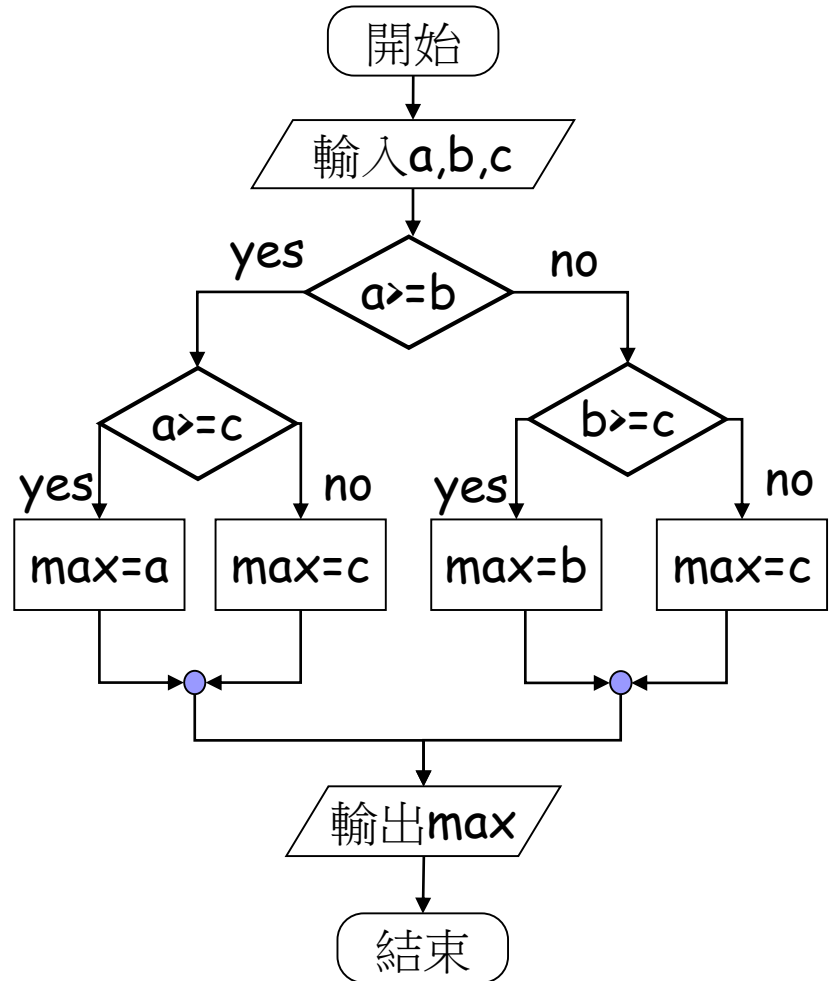 開始
輸入a,b,c
yes
no
a>=b
a>=c
b>=c
yes
no
yes
no
max=a
max=c
max=b
max=c
輸出max
結束